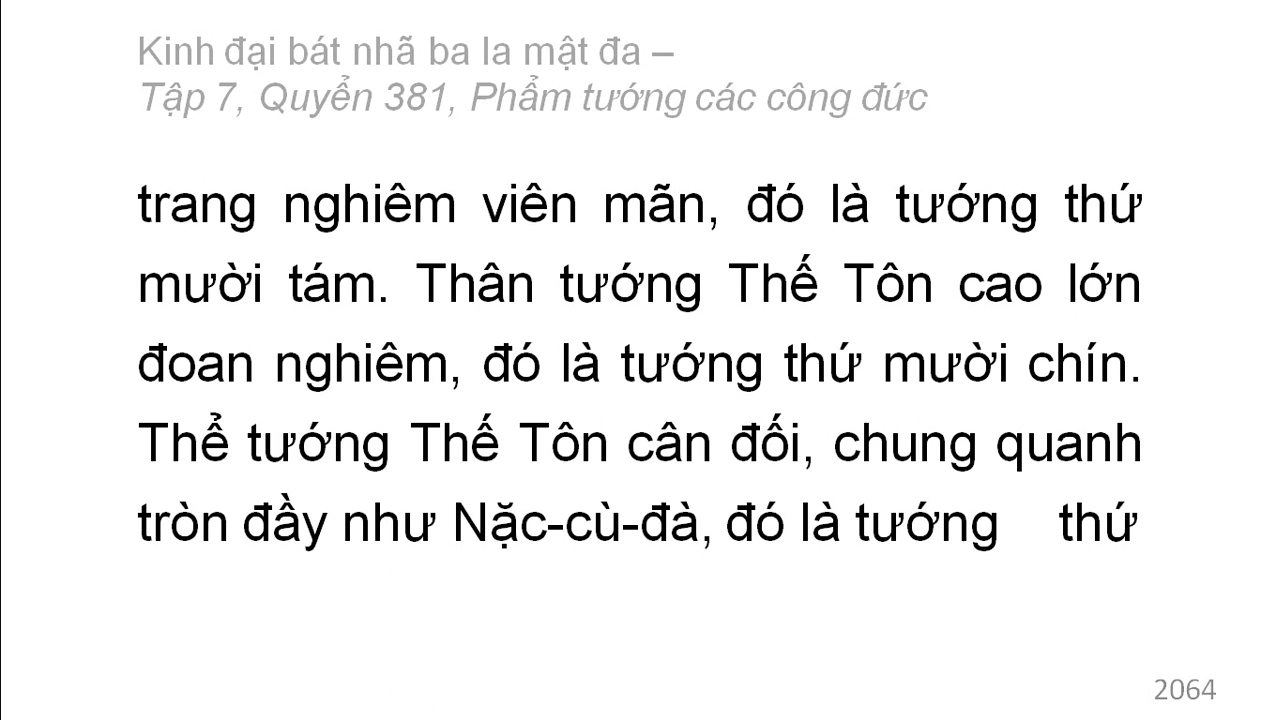 Kinh đại bát nhã ba la mật đa –
Tập 7, Quyển 381, Phẩm tướng các công đức
trang nghiêm viên mãn, đó là tướng thứ
mười tám. Thân tướng Thế Tôn cao lớn
đoan nghiêm, đó là tướng thứ mười chín.
Thể tướng Thế Tôn cân đối, chung quanh
tròn đầy như Nặc-cù-đà, đó là tướng thứ
2064